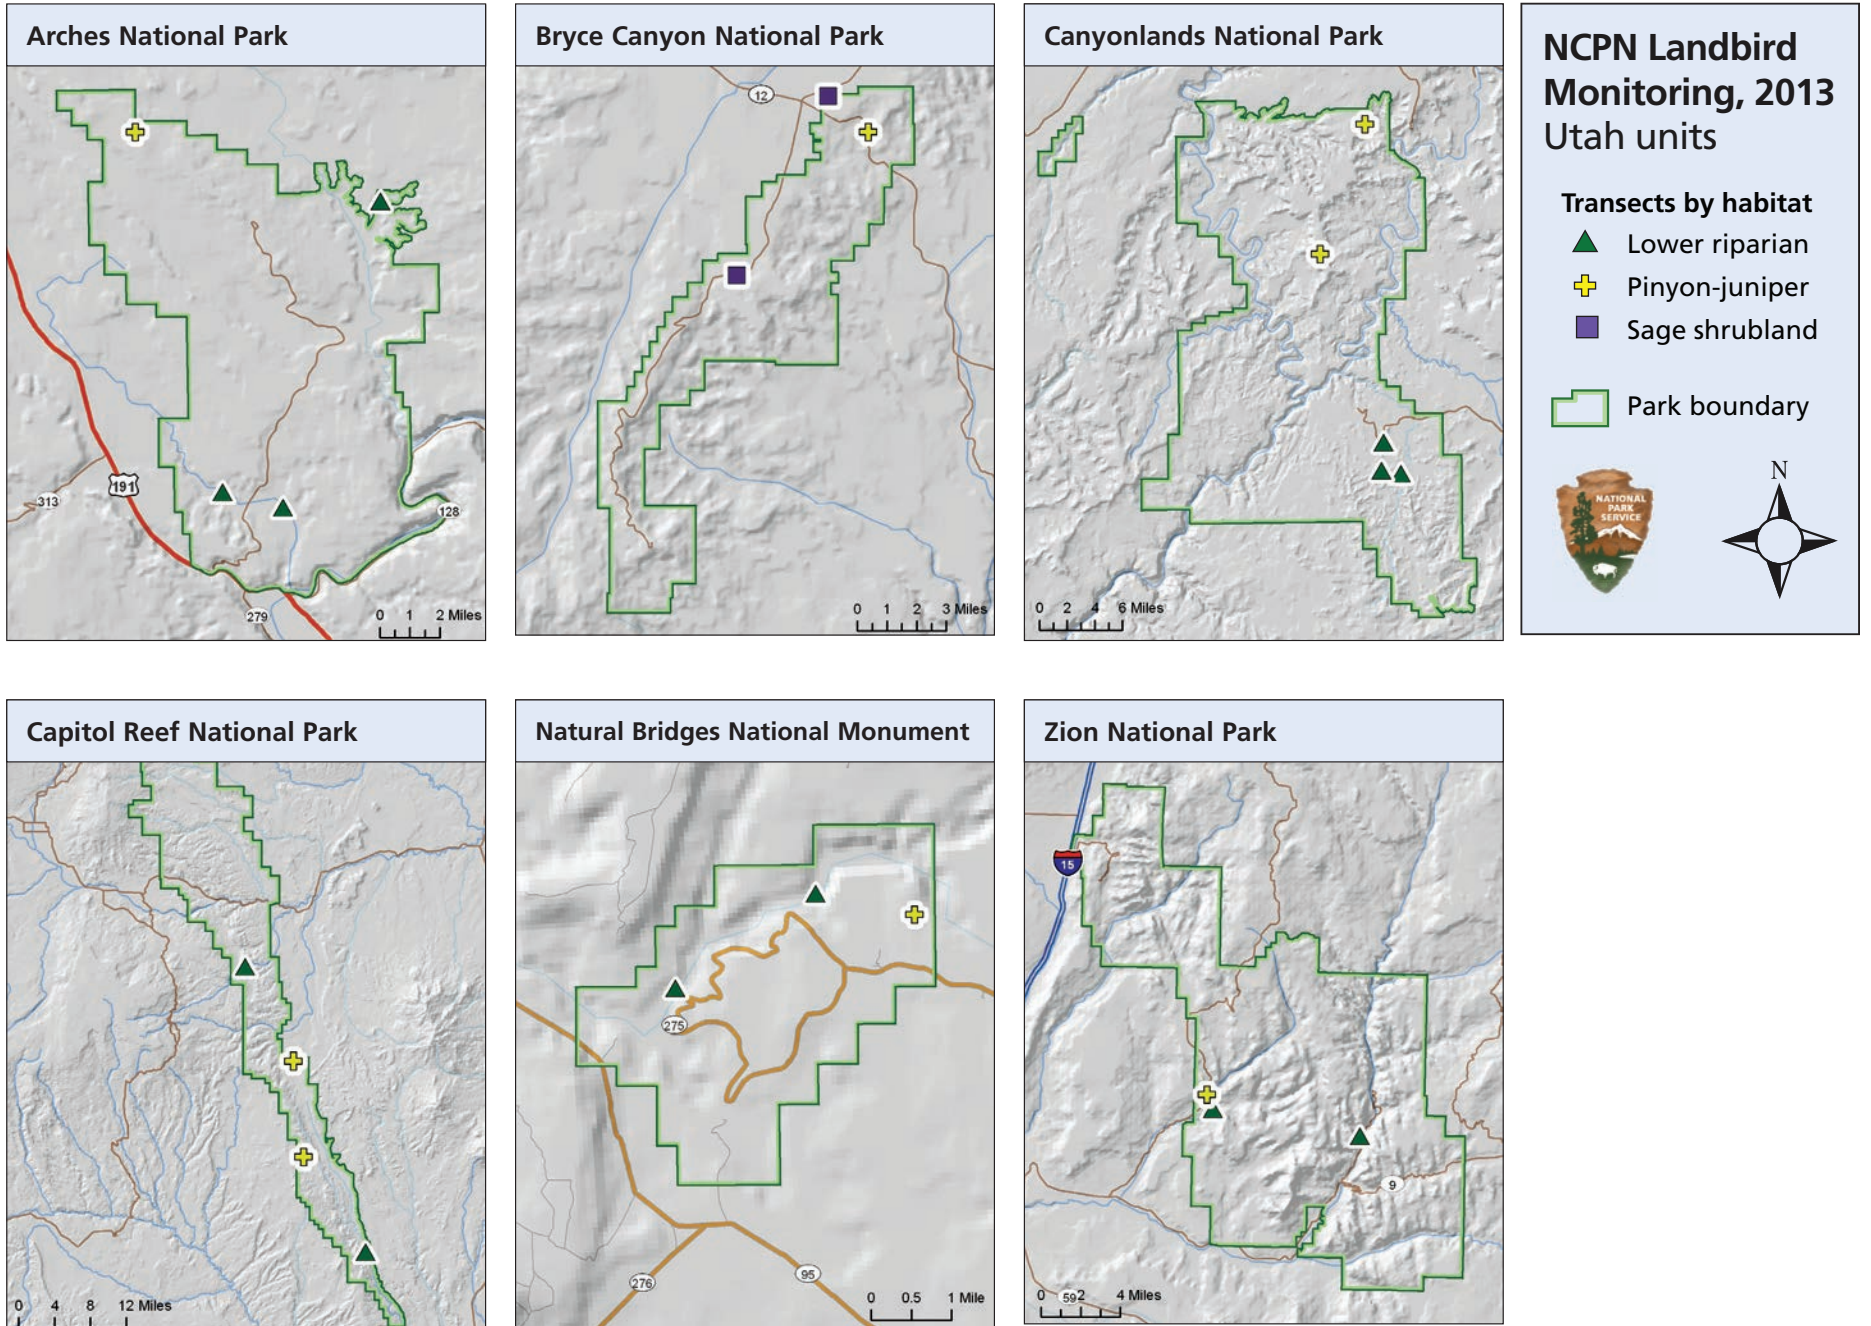 Arches National Park
191
313
128
279
0 1 2 Miles
Bryce Canyon National Park
12
0 1 2 3 Miles
Canyonlands National Park
0 2 4 6 Miles
NCPN Landbird
Monitoring, 2013
Utah units
Transects by habitat
Lower riparian
Pinyon-juniper
Sage shrubland
Park boundary
NATIONAL
PARK
SERVICE
N
Capitol Reef National Park
0 4 8 12 Miles
Natural Bridges National Monument
275
276
95
0 0.5 1 Mile
Zion National Park
15
9
59
0 2 4 Miles